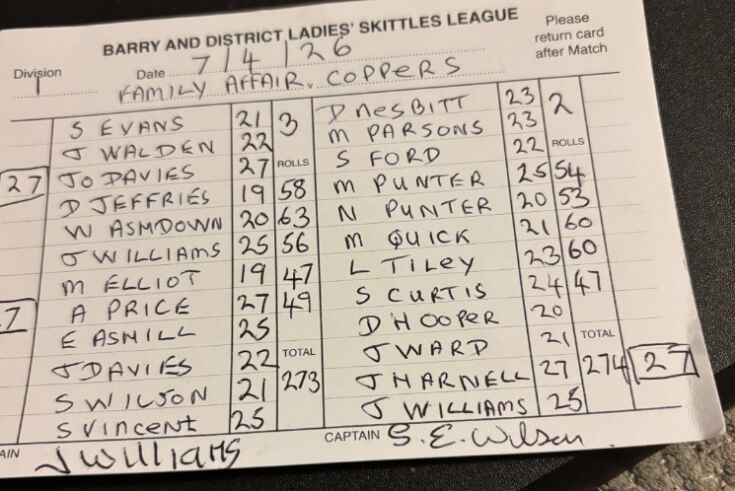 BARRY AND DISTRICT LADIES' SKITTLES LEAGUE
Please return card after Match
Division 1 Date 7/4/26
FAMILY AFFAIR. COPPERS
S EVANS 21 3 D NESBITT 23 2
J WALDEN 22 M PARSONS 23
27 JO DAVIES 27 ROLLS S FORD 22 ROLLS
D JEFFRIES 19 58 M PUNTER 25 54
W ASHDOWN 20 63 N PUNTER 20 53
J WILLIAMS 25 56 M QUICK 21 60
M ELLIOT 19 47 L TILEY 23 60
7 A PRICE 27 49 S CURTIS 24 47
E ASHILL 25 D HOOPER 20
J DAVIES 22 TOTAL J WARD 21 TOTAL
S WILSON 21 273 J HARNELL 27 274 27
S VINCENT 25 J WILLIAMS 25
AIN J Williams CAPTAIN S. E. Wilson